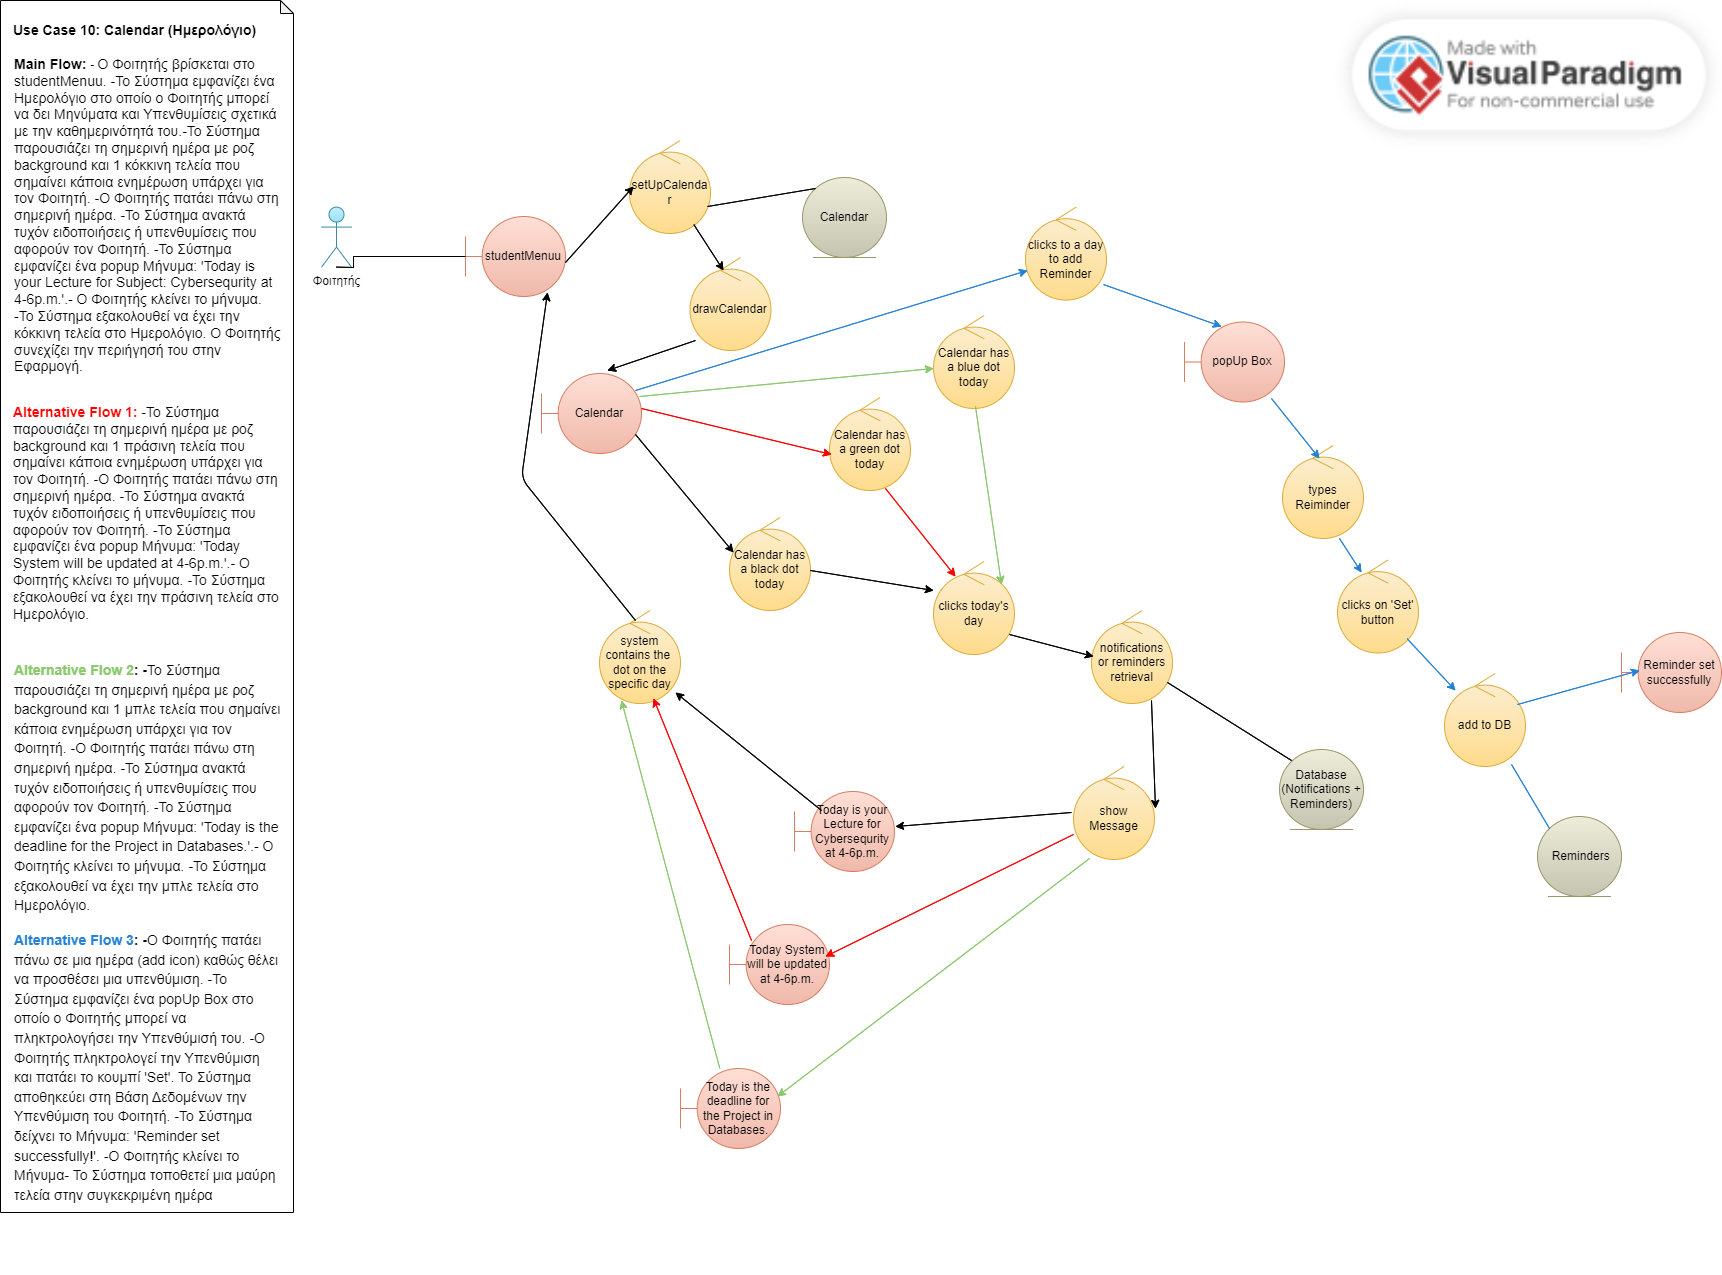 Use Case 10: Calendar (Ημερολόγιο)
Main Flow: - Ο Φοιτητής βρίσκεται στο
studentMenuu. -Το Σύστημα εμφανίζει ένα
Ημερολόγιο στο οποίο ο Φοιτητής μπορεί
να δει Μηνύματα και Υπενθυμίσεις σχετικά
με την καθημερινότητά του.-Το Σύστημα
παρουσιάζει τη σημερινή ημέρα με ροζ
background και 1 κόκκινη τελεία που
σημαίνει κάποια ενημέρωση υπάρχει για
τον Φοιτητή. -Ο Φοιτητής πατάει πάνω στη
σημερινή ημέρα. -Το Σύστημα ανακτά
τυχόν ειδοποιήσεις ή υπενθυμίσεις που
αφορούν τον Φοιτητή. -Το Σύστημα
εμφανίζει ένα popup Μήνυμα: 'Today is
your Lecture for Subject: Cybersequrity at
4-6p.m.'.- Ο Φοιτητής κλείνει το μήνυμα.
-Το Σύστημα εξακολουθεί να έχει την
κόκκινη τελεία στο Ημερολόγιο. Ο Φοιτητής
συνεχίζει την περιήγησή του στην
Εφαρμογή.
Alternative Flow 1: -Το Σύστημα
παρουσιάζει τη σημερινή ημέρα με ροζ
background και 1 πράσινη τελεία που
σημαίνει κάποια ενημέρωση υπάρχει για
τον Φοιτητή. -Ο Φοιτητής πατάει πάνω στη
σημερινή ημέρα. -Το Σύστημα ανακτά
τυχόν ειδοποιήσεις ή υπενθυμίσεις που
αφορούν τον Φοιτητή. -Το Σύστημα
εμφανίζει ένα popup Μήνυμα: 'Today
System will be updated at 4-6p.m.'.- Ο
Φοιτητής κλείνει το μήνυμα. -Το Σύστημα
εξακολουθεί να έχει την πράσινη τελεία στο
Ημερολόγιο.
Alternative Flow 2: -Το Σύστημα
παρουσιάζει τη σημερινή ημέρα με ροζ
background και 1 μπλε τελεία που σημαίνει
κάποια ενημέρωση υπάρχει για τον
Φοιτητή. -Ο Φοιτητής πατάει πάνω στη
σημερινή ημέρα. -Το Σύστημα ανακτά
τυχόν ειδοποιήσεις ή υπενθυμίσεις που
αφορούν τον Φοιτητή. -Το Σύστημα
εμφανίζει ένα popup Μήνυμα: 'Today is the
deadline for the Project in Databases.'.- Ο
Φοιτητής κλείνει το μήνυμα. -Το Σύστημα
εξακολουθεί να έχει την μπλε τελεία στο
Ημερολόγιο.
Alternative Flow 3: -Ο Φοιτητής πατάει
πάνω σε μια ημέρα (add icon) καθώς θέλει
να προσθέσει μια υπενθύμιση. -Το
Σύστημα εμφανίζει ένα popUp Box στο
οποίο ο Φοιτητής μπορεί να
πληκτρολογήσει την Υπενθύμισή του. -Ο
Φοιτητής πληκτρολογεί την Υπενθύμιση
και πατάει το κουμπί 'Set'. Το Σύστημα
αποθηκεύει στη Βάση Δεδομένων την
Υπενθύμιση του Φοιτητή. -Το Σύστημα
δείχνει το Μήνυμα: 'Reminder set
successfully!'. -Ο Φοιτητής κλείνει το
Μήνυμα- Το Σύστημα τοποθετεί μια μαύρη
τελεία στην συγκεκριμένη ημέρα
Made with
VisualParadigm
For non-commercial use
Φοιτητής
studentMenuu
setUpCalenda
r
Calendar
drawCalendar
Calendar
clicks to a day
to add
Reminder
popUp Box
Calendar has
a blue dot
today
Calendar has
a green dot
today
Calendar has
a black dot
today
types
Reiminder
clicks on 'Set'
button
clicks today's
day
system
contains the
dot on the
specific day
notifications
or reminders
retrieval
Reminder set
successfully
add to DB
Database
(Notifications +
Reminders)
show
Message
Today is your
Lecture for
Cybersequrity
at 4-6p.m.
Reminders
Today System
will be updated
at 4-6p.m.
Today is the
deadline for
the Project in
Databases.